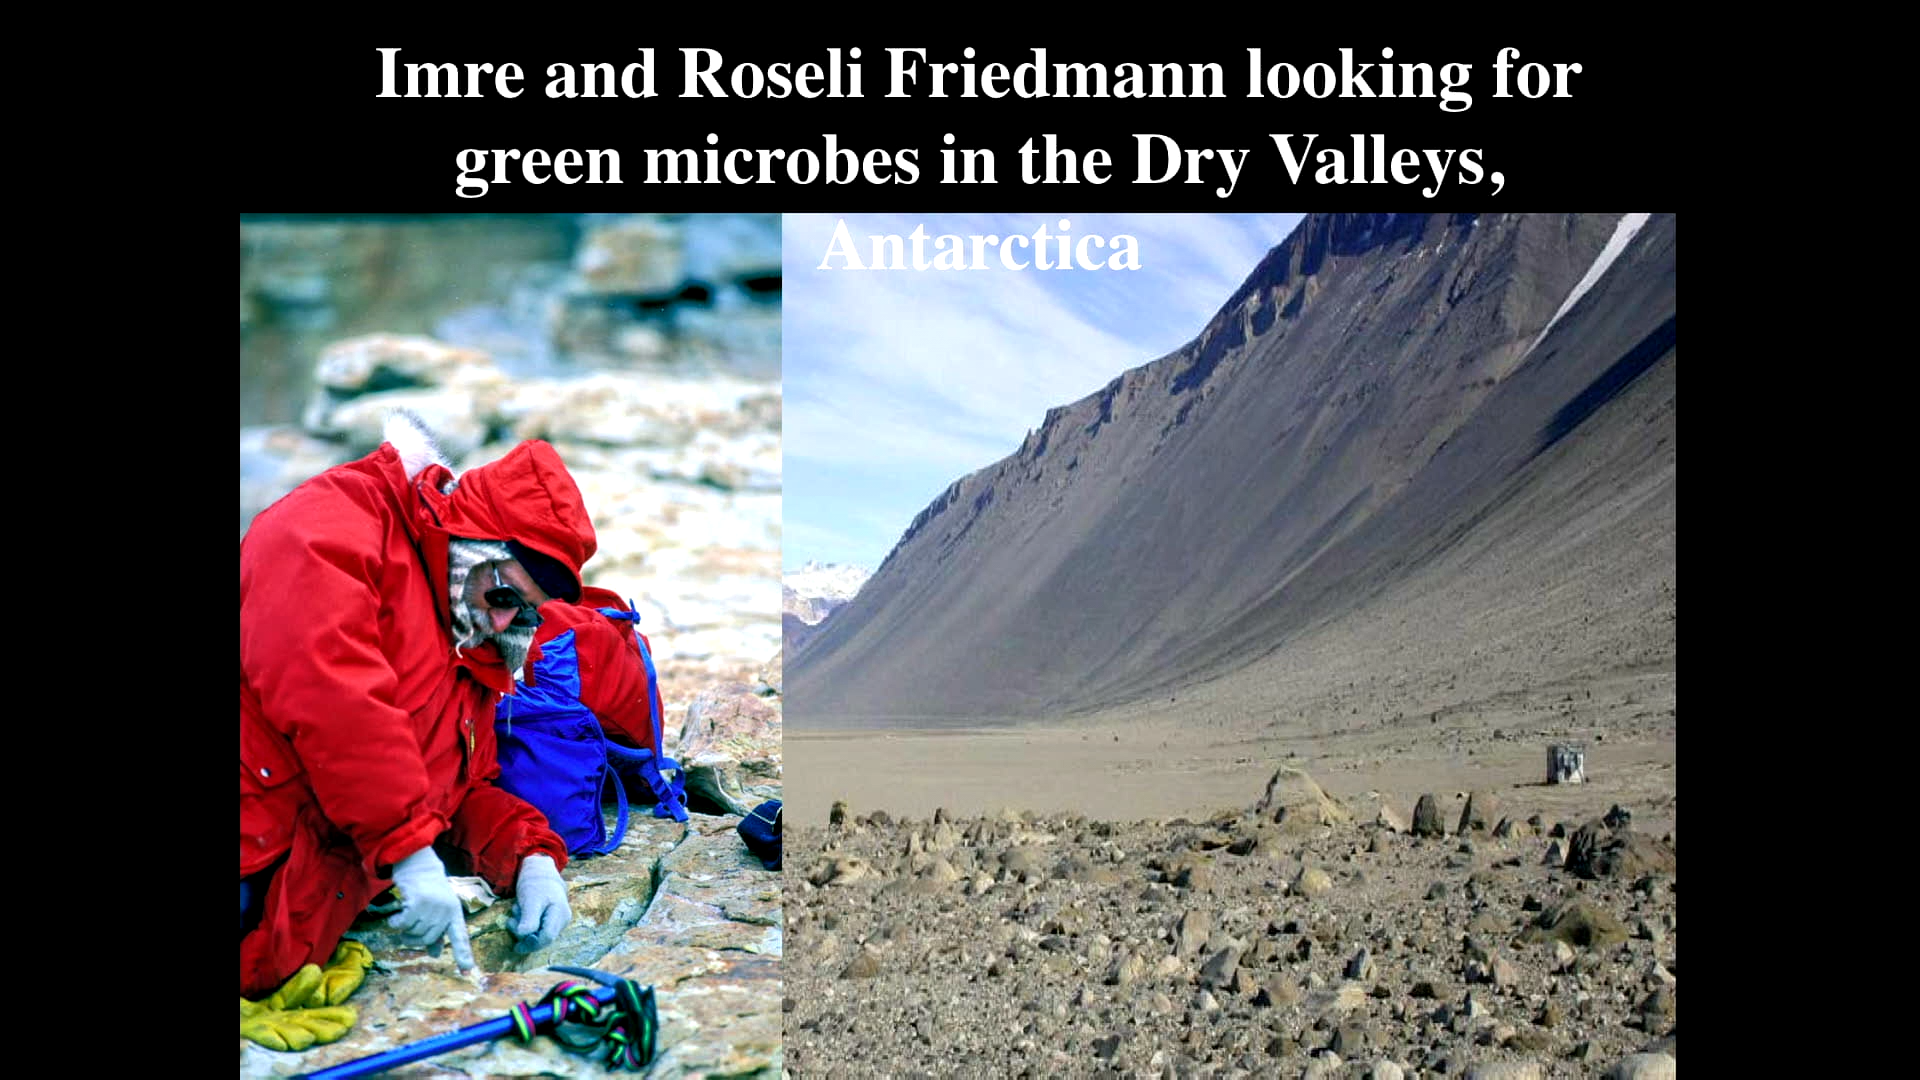 Imre and Roseli Friedmann looking for
green microbes in the Dry Valleys,
Antarctica